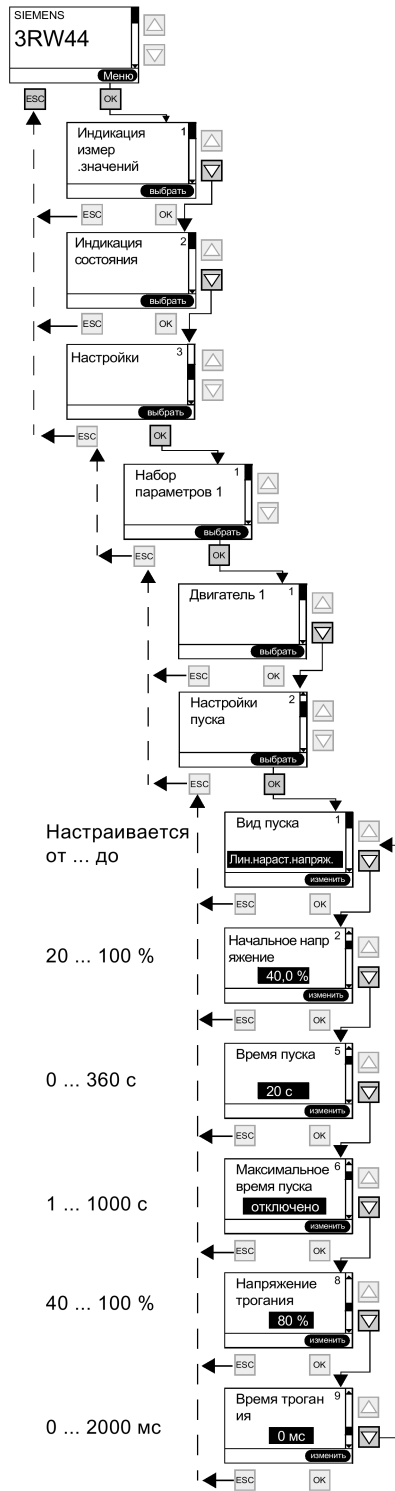 SIEMENS
3RW44
Меню
ESC
OK
Индикация 1
измер
.значений
выбрать
ESC
OK
Индикация 2
состояния
выбрать
ESC
OK
Настройки 3
выбрать
ESC
OK
Набор 1
параметров 1
выбрать
ESC
OK
Двигатель 1 1
выбрать
ESC
OK
Настройки 2
пуска
выбрать
ESC
OK
Настраивается
от ... до
Вид пуска 1
Лин.нараст.напряж.
изменить
ESC
OK
20 ... 100 %
Начальное напр 2
яжение
40,0 %
изменить
ESC
OK
0 ... 360 с
Время пуска 5
20 с
изменить
ESC
OK
1 ... 1000 с
Максимальное 6
время пуска
отключено
изменить
ESC
OK
40 ... 100 %
Напряжение 8
трогания
80 %
изменить
ESC
OK
0 ... 2000 мс
Время троган 9
ия
0 мс
изменить
ESC
OK